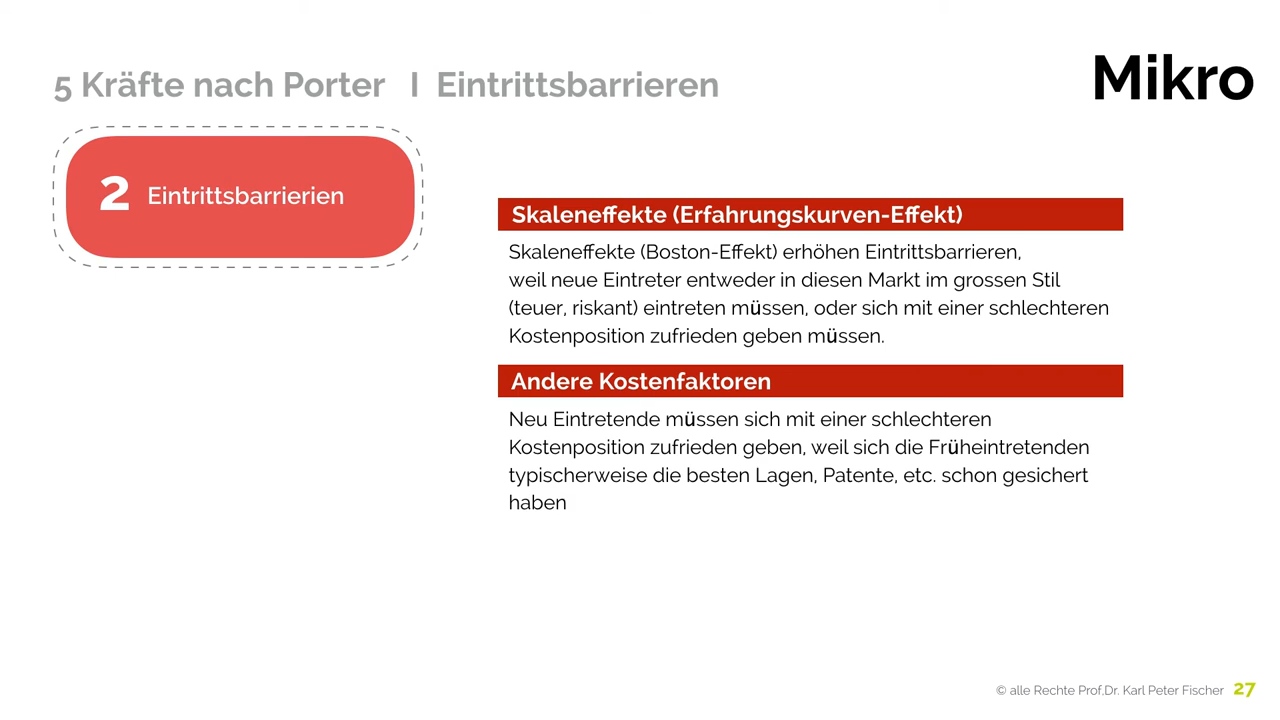 5 Kräfte nach Porter I Eintrittsbarrieren
Mikro
2 Eintrittsbarrierien
Skaleneffekte (Erfahrungskurven-Effekt)
Skaleneffekte (Boston-Effekt) erhöhen Eintrittsbarrieren,
weil neue Eintreter entweder in diesen Markt im grossen Stil
(teuer, riskant) eintreten müssen, oder sich mit einer schlechteren
Kostenposition zufrieden geben müssen.
Andere Kostenfaktoren
Neu Eintretende müssen sich mit einer schlechteren
Kostenposition zufrieden geben, weil sich die Früheintretenden
typischerweise die besten Lagen, Patente, etc. schon gesichert
haben
© alle Rechte Prof.Dr. Karl Peter Fischer 27